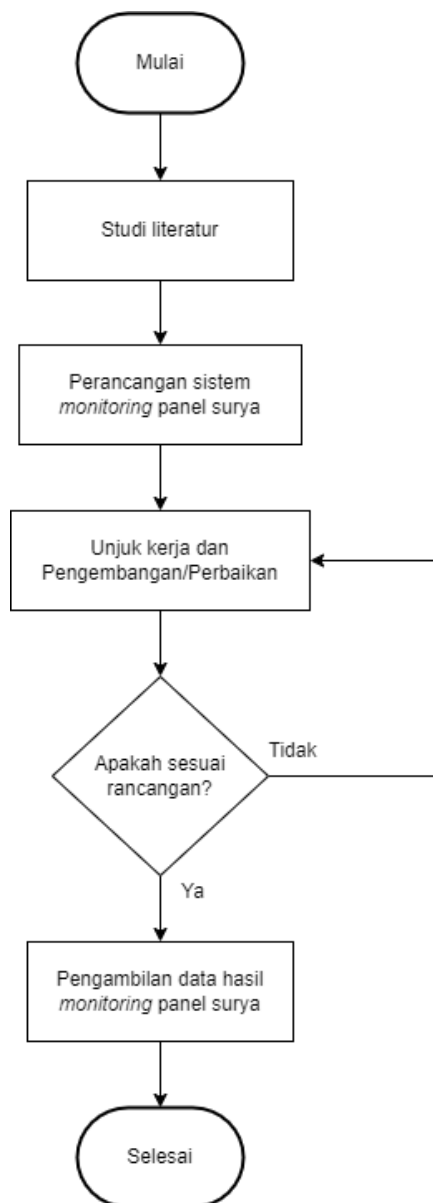 Mulai
Studi literatur
Perancangan sistem
monitoring panel surya
Unjuk kerja dan
Pengembangan/Perbaikan
Apakah sesuai
rancangan?
Tidak
Ya
Pengambilan data hasil
monitoring panel surya
Selesai